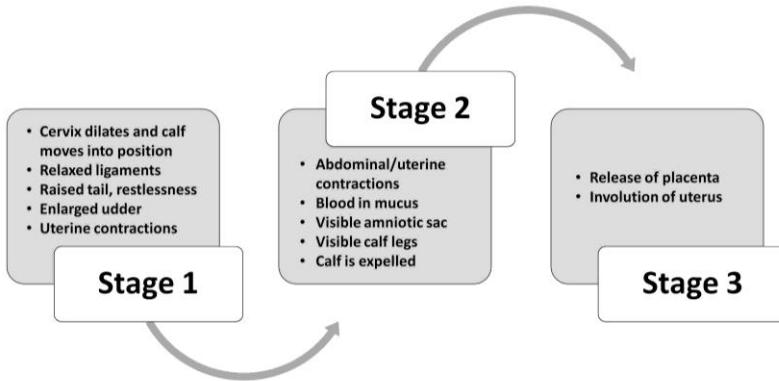 • Cervix dilates and calf
moves into position
• Relaxed ligaments
• Raised tail, restlessness
• Enlarged udder
• Uterine contractions
Stage 1
Stage 2
• Abdominal/uterine
contractions
• Blood in mucus
• Visible amniotic sac
• Visible calf legs
• Calf is expelled
• Release of placenta
• Involution of uterus
Stage 3